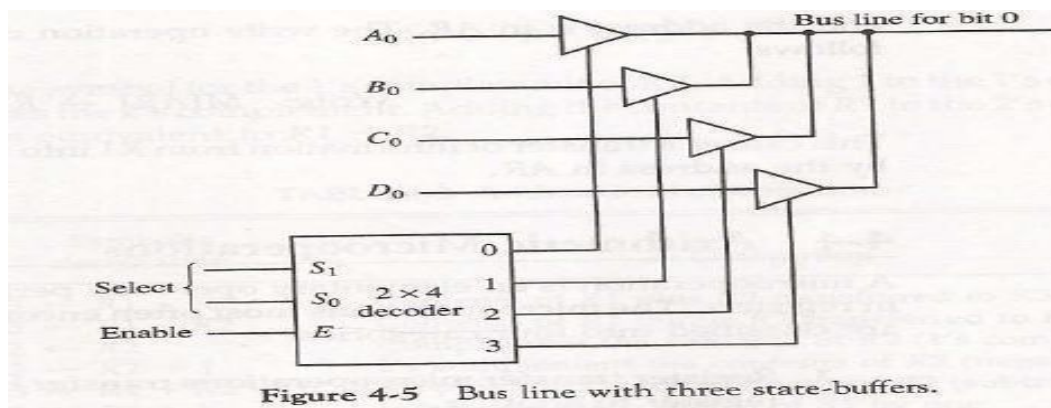 Bus line for bit 0
A0
B0
C0
D0
Select
S1
S0
Enable
E
2 × 4
decoder
0
1
2
3
Figure 4-5 Bus line with three state-buffers.